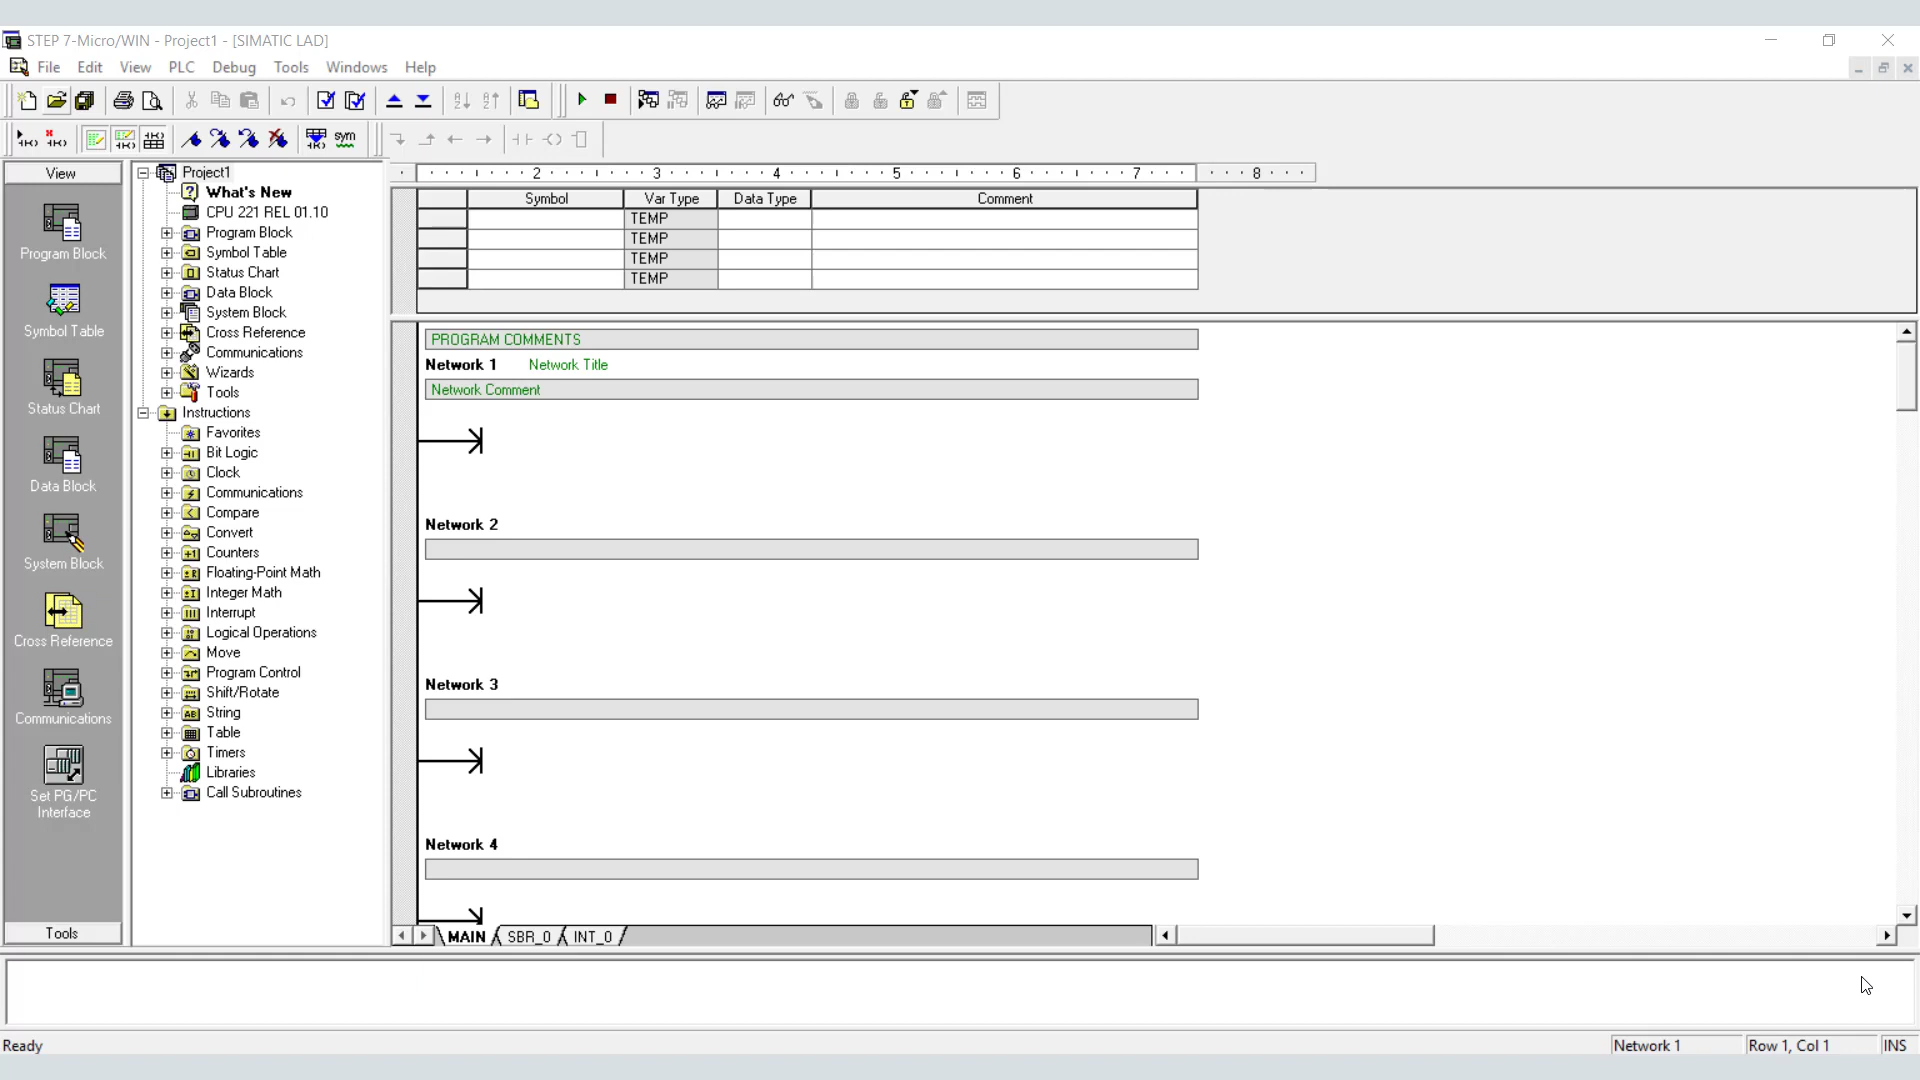 STEP 7-Micro/WIN - Project1 - [SIMATIC LAD]
File Edit View PLC Debug Tools Windows Help
sym
View
Program Block
Symbol Table
Status Chart
Data Block
System Block
Cross Reference
Communications
Set PG/PC
Interface
Tools
Project1
What's New
CPU 221 REL 01.10
Program Block
Symbol Table
Status Chart
Data Block
System Block
Cross Reference
Communications
Wizards
Tools
Instructions
Favorites
Bit Logic
Clock
Communications
Compare
Convert
Counters
Floating-Point Math
Integer Math
Interrupt
Logical Operations
Move
Program Control
Shift/Rotate
String
Table
Timers
Libraries
Call Subroutines
2 3 4 5 6 7 8
Symbol Var Type Data Type Comment
TEMP
TEMP
TEMP
TEMP
PROGRAM COMMENTS
Network 1 Network Title
Network Comment
Network 2
Network 3
Network 4
MAIN SBR_0 INT_0
Ready Network 1 Row 1, Col 1 INS